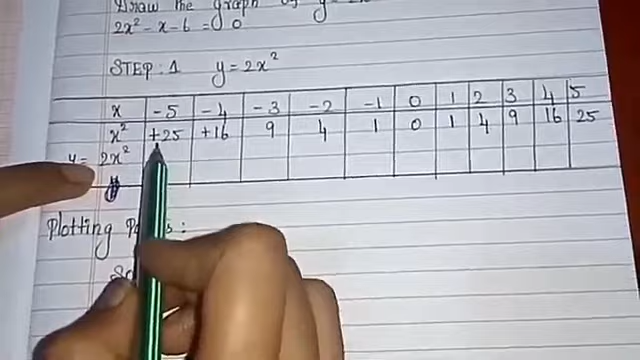 Draw the graph of y = 2x²
2x² - x - 6 = 0
STEP : 1 y = 2x²
x -5 -4 -3 -2 -1 0 1 2 3 4 5
x² +25 +16 9 4 1 0 1 4 9 16 25
y = 2x²
Plotting